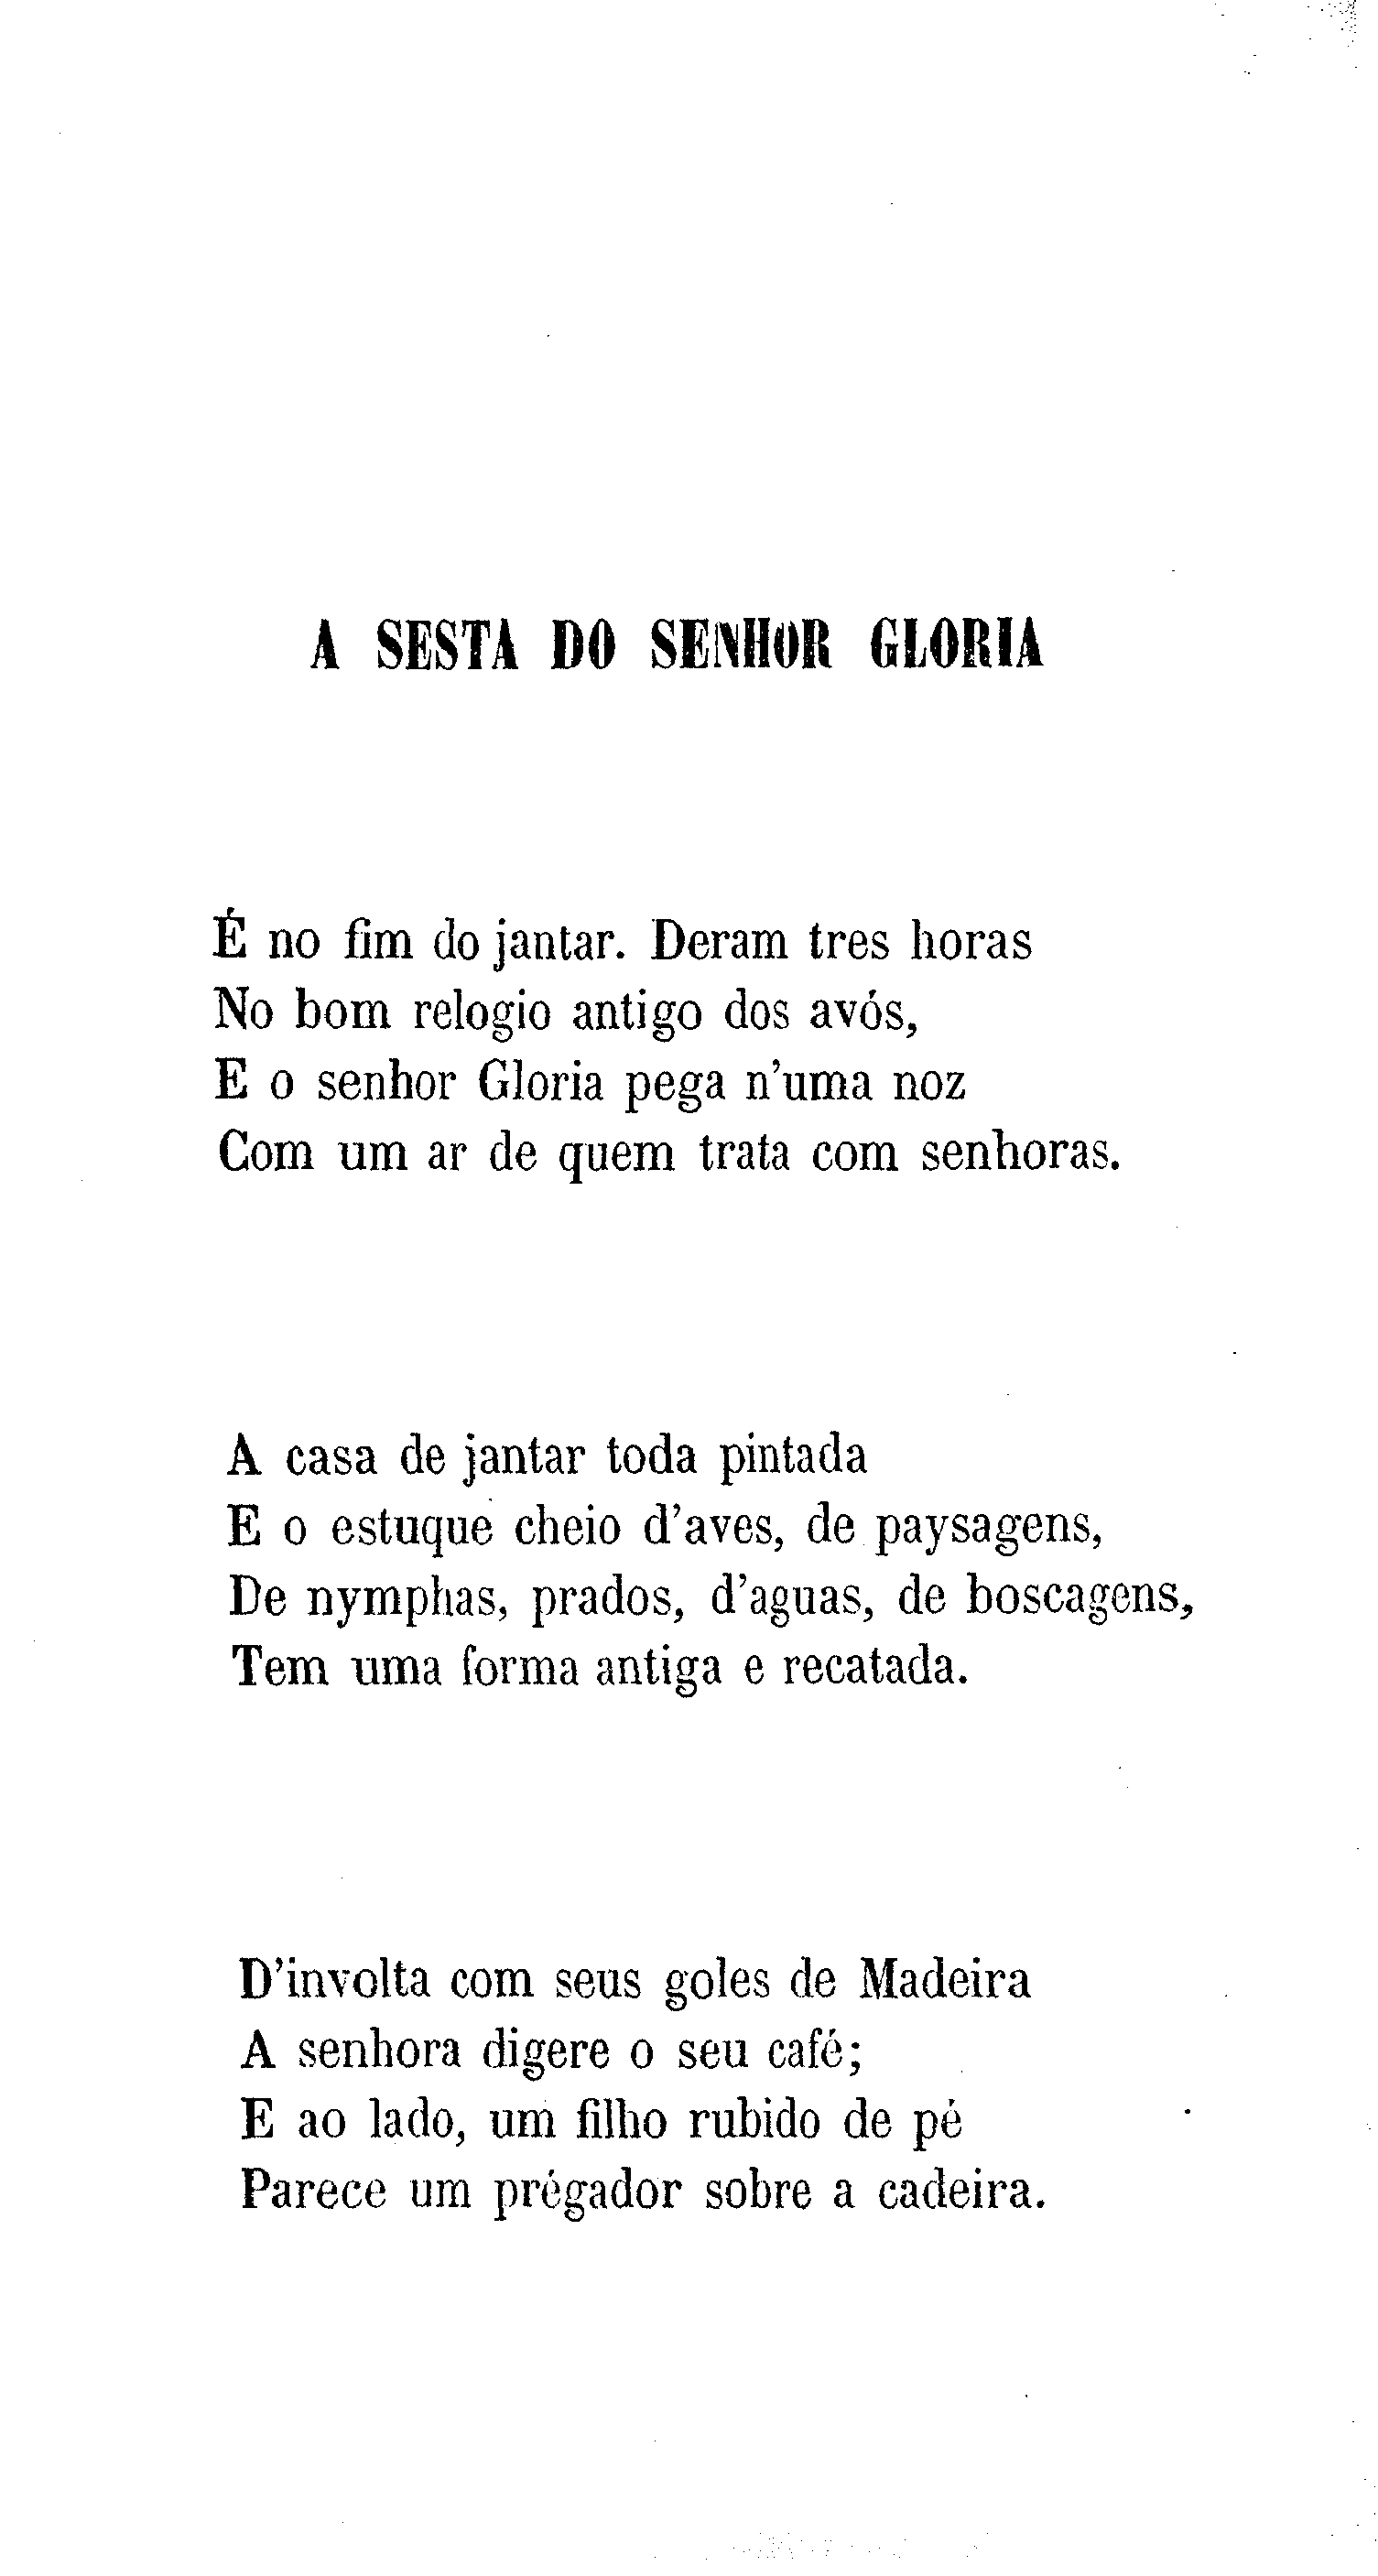 A SESTA DO SENHOR GLORIA
É no fim do jantar. Deram tres horas
No bom relogio antigo dos avós,
E o senhor Gloria pega n'uma noz
Com um ar de quem trata com senhoras.
A casa de jantar toda pintada
E o estuque cheio d'aves, de paysagens,
De nymphas, prados, d'aguas, de boscagens,
Tem uma forma antiga e recatada.
D'involta com seus goles de Madeira
A senhora digere o seu café;
E ao lado, um filho rubido de pé
Parece um prégador sobre a cadeira.